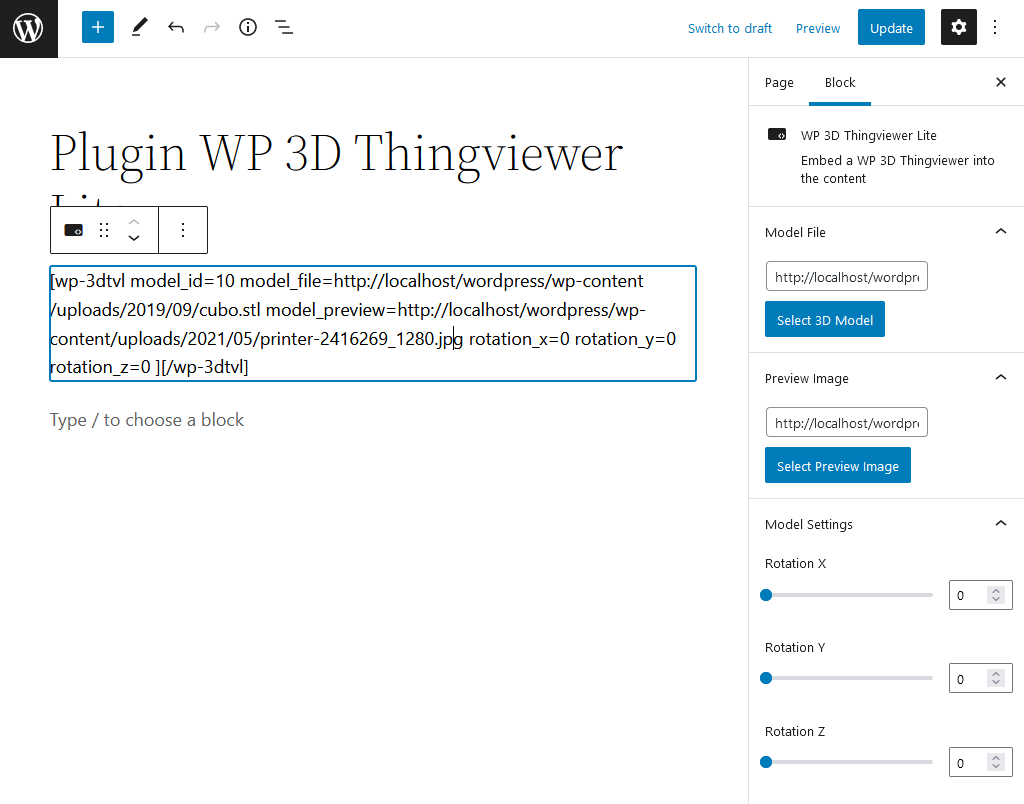 Switch to draft
Preview
Update
Plugin WP 3D Thingviewer
[wp-3dtvl model_id=10 model_file=http://localhost/wordpress/wp-content
/uploads/2019/09/cubo.stl model_preview=http://localhost/wordpress/wp-
content/uploads/2021/05/printer-2416269_1280.jpg rotation_x=0 rotation_y=0
rotation_z=0 ][/wp-3dtvl]
Type / to choose a block
Page
Block
WP 3D Thingviewer Lite
Embed a WP 3D Thingviewer into
the content
Model File
http://localhost/wordpr
Select 3D Model
Preview Image
http://localhost/wordpr
Select Preview Image
Model Settings
Rotation X
0
Rotation Y
0
Rotation Z
0